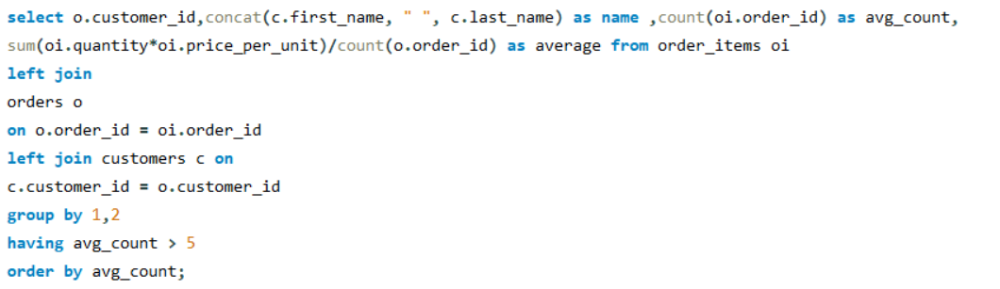 select o.customer_id,concat(c.first_name, " ", c.last_name) as name ,count(oi.order_id) as avg_count,
sum(oi.quantity*oi.price_per_unit)/count(o.order_id) as average from order_items oi
left join
orders o
on o.order_id = oi.order_id
left join customers c on
c.customer_id = o.customer_id
group by 1,2
having avg_count > 5
order by avg_count;